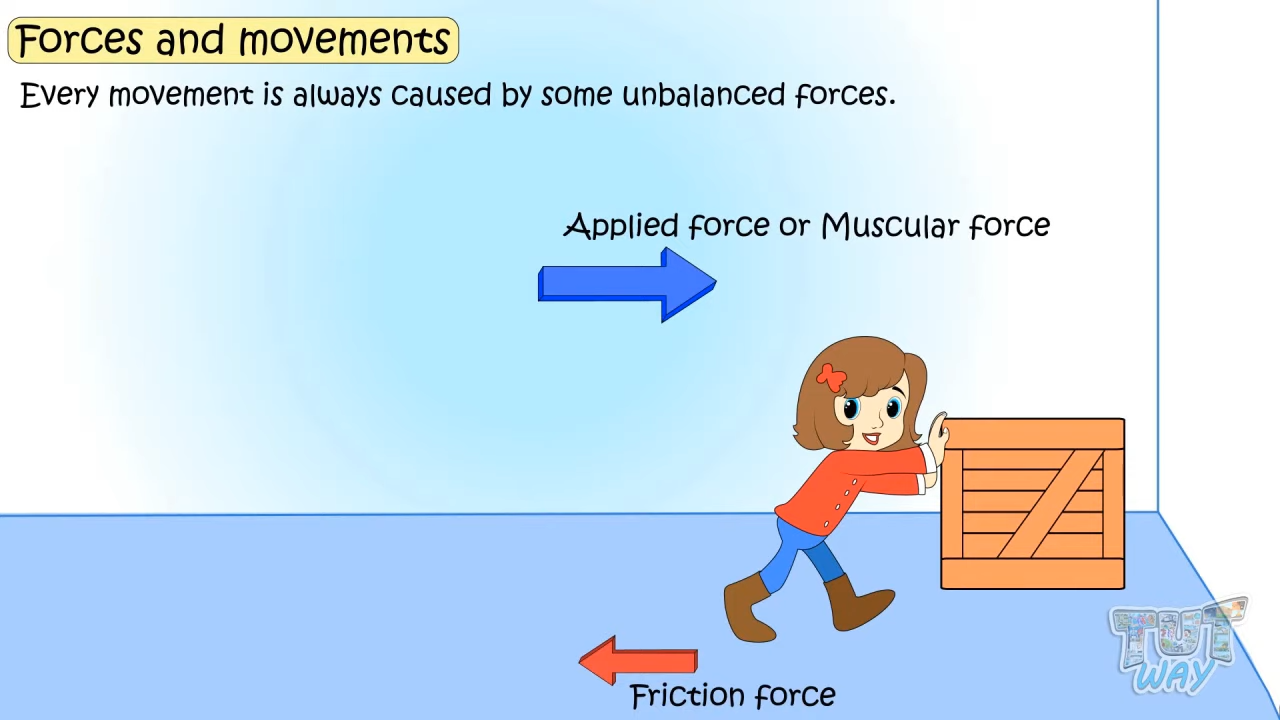 Forces and movements
Every movement is always caused by some unbalanced forces.
Applied force or Muscular force
Friction force
TUT
WAY